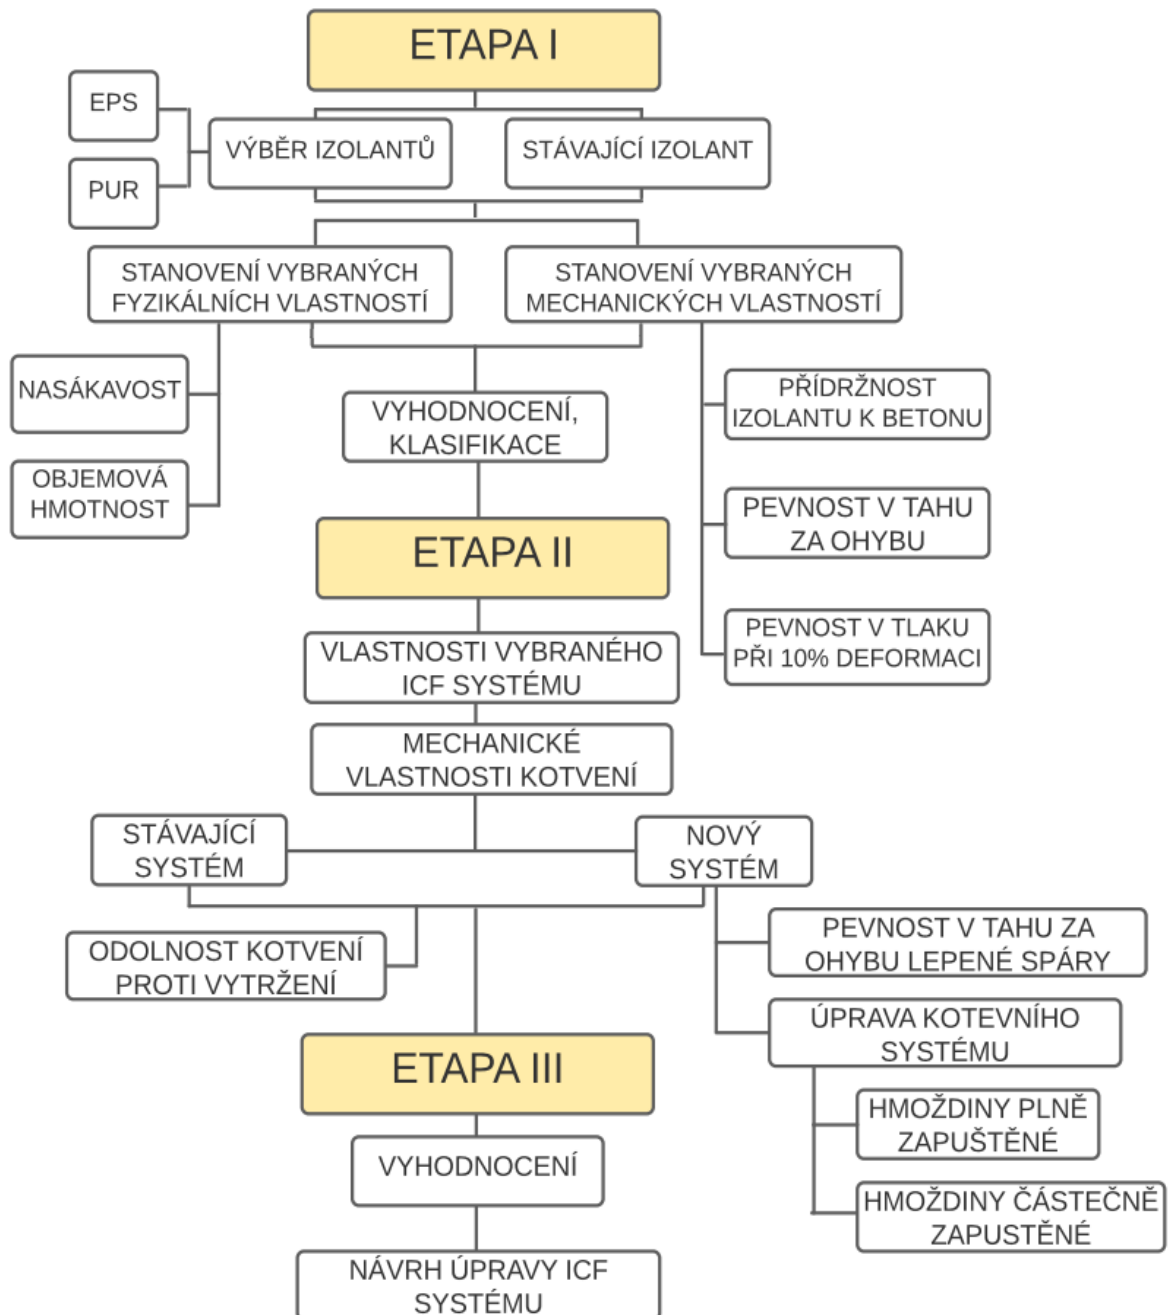 ETAPA I
EPS
PUR
VÝBĚR IZOLANTŮ
STÁVAJÍCÍ IZOLANT
STANOVENÍ VYBRANÝCH
FYZIKÁLNÍCH VLASTNOSTÍ
STANOVENÍ VYBRANÝCH
MECHANICKÝCH VLASTNOSTÍ
NASÁKAVOST
OBJEMOVÁ
HMOTNOST
VYHODNOCENÍ,
KLASIFIKACE
PŘÍDRŽNOST
IZOLANTU K BETONU
PEVNOST V TAHU
ZA OHYBU
PEVNOST V TLAKU
PŘI 10% DEFORMACI
ETAPA II
VLASTNOSTI VYBRANÉHO
ICF SYSTÉMU
MECHANICKÉ
VLASTNOSTI KOTVENÍ
STÁVAJÍCÍ
SYSTÉM
NOVÝ
SYSTÉM
ODOLNOST KOTVENÍ
PROTI VYTRŽENÍ
PEVNOST V TAHU ZA
OHYBU LEPENÉ SPÁRY
ÚPRAVA KOTEVNÍHO
SYSTÉMU
HMOŽDINY PLNĚ
ZAPUŠTĚNÉ
HMOŽDINY ČÁSTEČNĚ
ZAPUSTĚNÉ
ETAPA III
VYHODNOCENÍ
NÁVRH ÚPRAVY ICF
SYSTÉMU